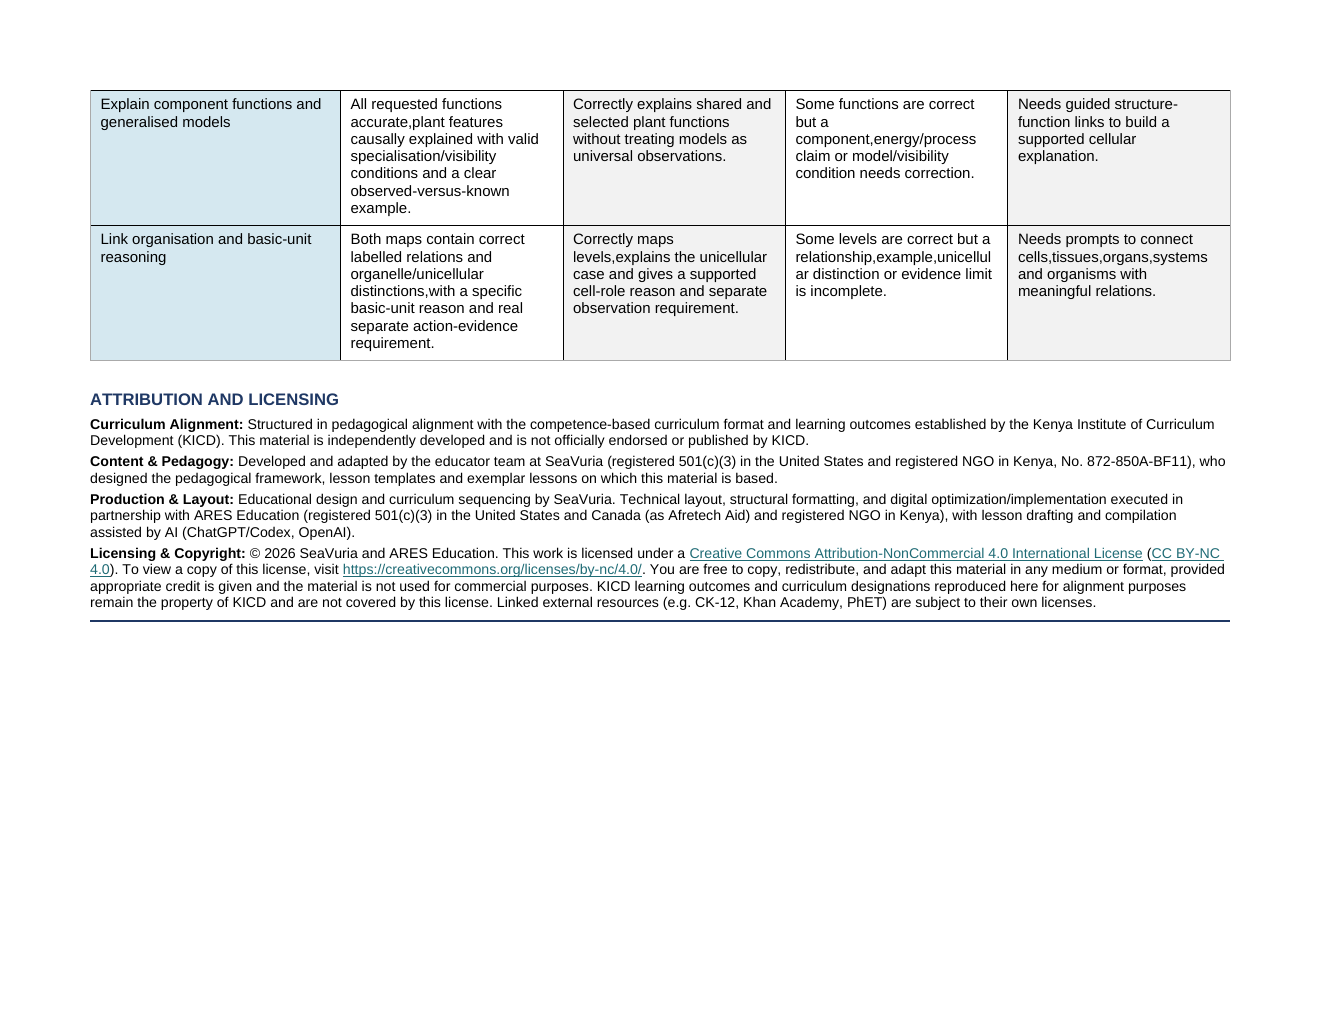 Explain component functions and
generalised models
All requested functions
accurate,plant features
causally explained with valid
specialisation/visibility
conditions and a clear
observed-versus-known
example.
Correctly explains shared and
selected plant functions
without treating models as
universal observations.
Some functions are correct
but a
component,energy/process
claim or model/visibility
condition needs correction.
Needs guided structure-
function links to build a
supported cellular
explanation.
Link organisation and basic-unit
reasoning
Both maps contain correct
labelled relations and
organelle/unicellular
distinctions,with a specific
basic-unit reason and real
separate action-evidence
requirement.
Correctly maps
levels,explains the unicellular
case and gives a supported
cell-role reason and separate
observation requirement.
Some levels are correct but a
relationship,example,unicellul
ar distinction or evidence limit
is incomplete.
Needs prompts to connect
cells,tissues,organs,systems
and organisms with
meaningful relations.
ATTRIBUTION AND LICENSING
Curriculum Alignment: Structured in pedagogical alignment with the competence-based curriculum format and learning outcomes established by the Kenya Institute of Curriculum
Development (KICD). This material is independently developed and is not officially endorsed or published by KICD.
Content & Pedagogy: Developed and adapted by the educator team at SeaVuria (registered 501(c)(3) in the United States and registered NGO in Kenya, No. 872-850A-BF11), who
designed the pedagogical framework, lesson templates and exemplar lessons on which this material is based.
Production & Layout: Educational design and curriculum sequencing by SeaVuria. Technical layout, structural formatting, and digital optimization/implementation executed in
partnership with ARES Education (registered 501(c)(3) in the United States and Canada (as Afretech Aid) and registered NGO in Kenya), with lesson drafting and compilation
assisted by AI (ChatGPT/Codex, OpenAI).
Licensing & Copyright: © 2026 SeaVuria and ARES Education. This work is licensed under a Creative Commons Attribution-NonCommercial 4.0 International License (CC BY-NC
4.0). To view a copy of this license, visit https://creativecommons.org/licenses/by-nc/4.0/. You are free to copy, redistribute, and adapt this material in any medium or format, provided
appropriate credit is given and the material is not used for commercial purposes. KICD learning outcomes and curriculum designations reproduced here for alignment purposes
remain the property of KICD and are not covered by this license. Linked external resources (e.g. CK-12, Khan Academy, PhET) are subject to their own licenses.